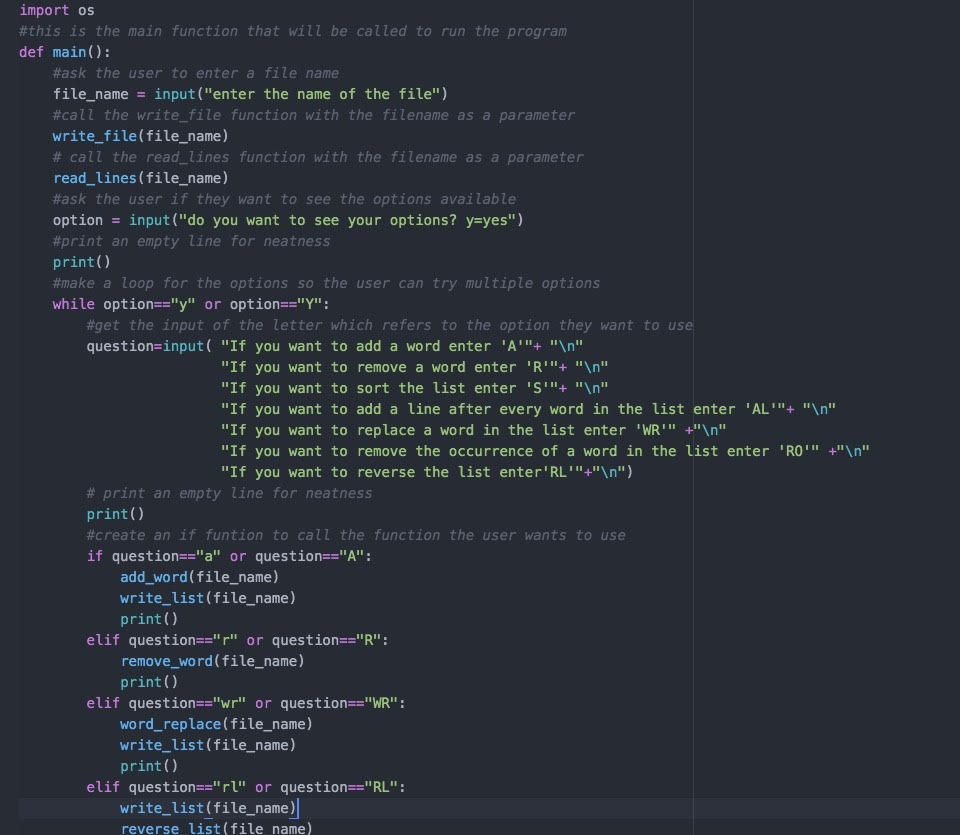 import os
#this is the main function that will be called to run the program
def main():
    #ask the user to enter a file name
    file_name = input("enter the name of the file")
    #call the write_file function with the filename as a parameter
    write_file(file_name)
    # call the read_lines function with the filename as a parameter
    read_lines(file_name)
    #ask the user if they want to see the options available
    option = input("do you want to see your options? y=yes")
    #print an empty line for neatness
    print()
    #make a loop for the options so the user can try multiple options
    while option=="y" or option=="Y":
        #get the input of the letter which refers to the option they want to use
        question=input( "If you want to add a word enter 'A'"+ "\n"
                        "If you want to remove a word enter 'R'"+ "\n"
                        "If you want to sort the list enter 'S'"+ "\n"
                        "If you want to add a line after every word in the list enter 'AL'"+ "\n"
                        "If you want to replace a word in the list enter 'WR'" +"\n"
                        "If you want to remove the occurrence of a word in the list enter 'RO'" +"\n"
                        "If you want to reverse the list enter'RL'"+"\n")
        # print an empty line for neatness
        print()
        #create an if funtion to call the function the user wants to use
        if question=="a" or question=="A":
            add_word(file_name)
            write_list(file_name)
            print()
        elif question=="r" or question=="R":
            remove_word(file_name)
            print()
        elif question=="wr" or question=="WR":
            word_replace(file_name)
            write_list(file_name)
            print()
        elif question=="rl" or question=="RL":
            write_list(file_name)
            reverse_list(file_name)